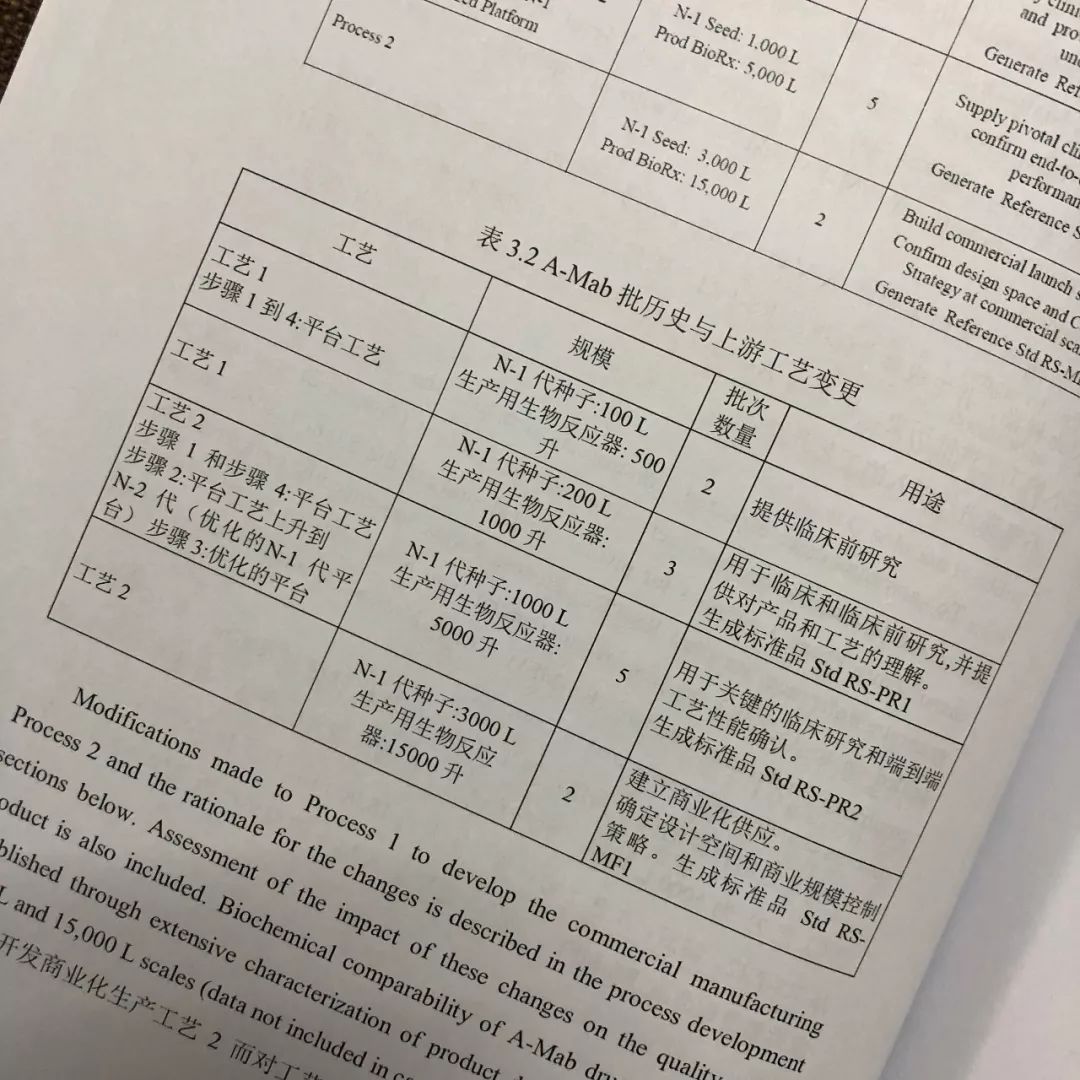 Platform
Process 2
N-1 Seed: 1,000 L
Prod BioRx: 5,000 L
5
and pro
Generate Ref
N-1 Seed: 3.000 L
Prod BioRx: 15,000 L
2
Supply pivotal cli
confirm end-to-
performan
Generate Reference S
Build commercial launch s
Confirm design space and C
Strategy at commercial sca
Generate Reference Std RS-M
表 3.2 A-Mab 批历史与上游工艺变更
工艺
规模
批次
数量
用途
工艺 1
步骤 1 到 4:平台工艺
N-1 代种子:100 L
生产用生物反应器: 500
升
2
提供临床前研究
工艺 1
N-1 代种子:200 L
生产用生物反应器:
1000 升
3
用于临床和临床前研究,并提
供对产品和工艺的理解。
生成标准品 Std RS-PR1
工艺 2
步骤 1 和步骤 4:平台工艺
步骤 2:平台工艺上升到
N-2 代（优化的N-1 代平
台）步骤 3:优化的平台
N-1 代种子:1000 L
生产用生物反应器:
5000 升
5
用于关键的临床研究和端到端
工艺性能确认。
生成标准品 Std RS-PR2
工艺 2
N-1 代种子:3000 L
生产用生物反应
器:15000 升
2
建立商业化供应。
确定设计空间和商业规模控制
策略。生成标准品 Std RS-
MF1
Modifications made to Process 1 to develop the commercial manufacturing
Process 2 and the rationale for the changes is described in the process development
sections below. Assessment of the impact of these changes on the quality
oduct is also included. Biochemical comparability of A-Mab dru
blished through extensive characterization of product
L and 15,000 L scales (data not included in c
开发商业化生产工艺 2 而对工艺